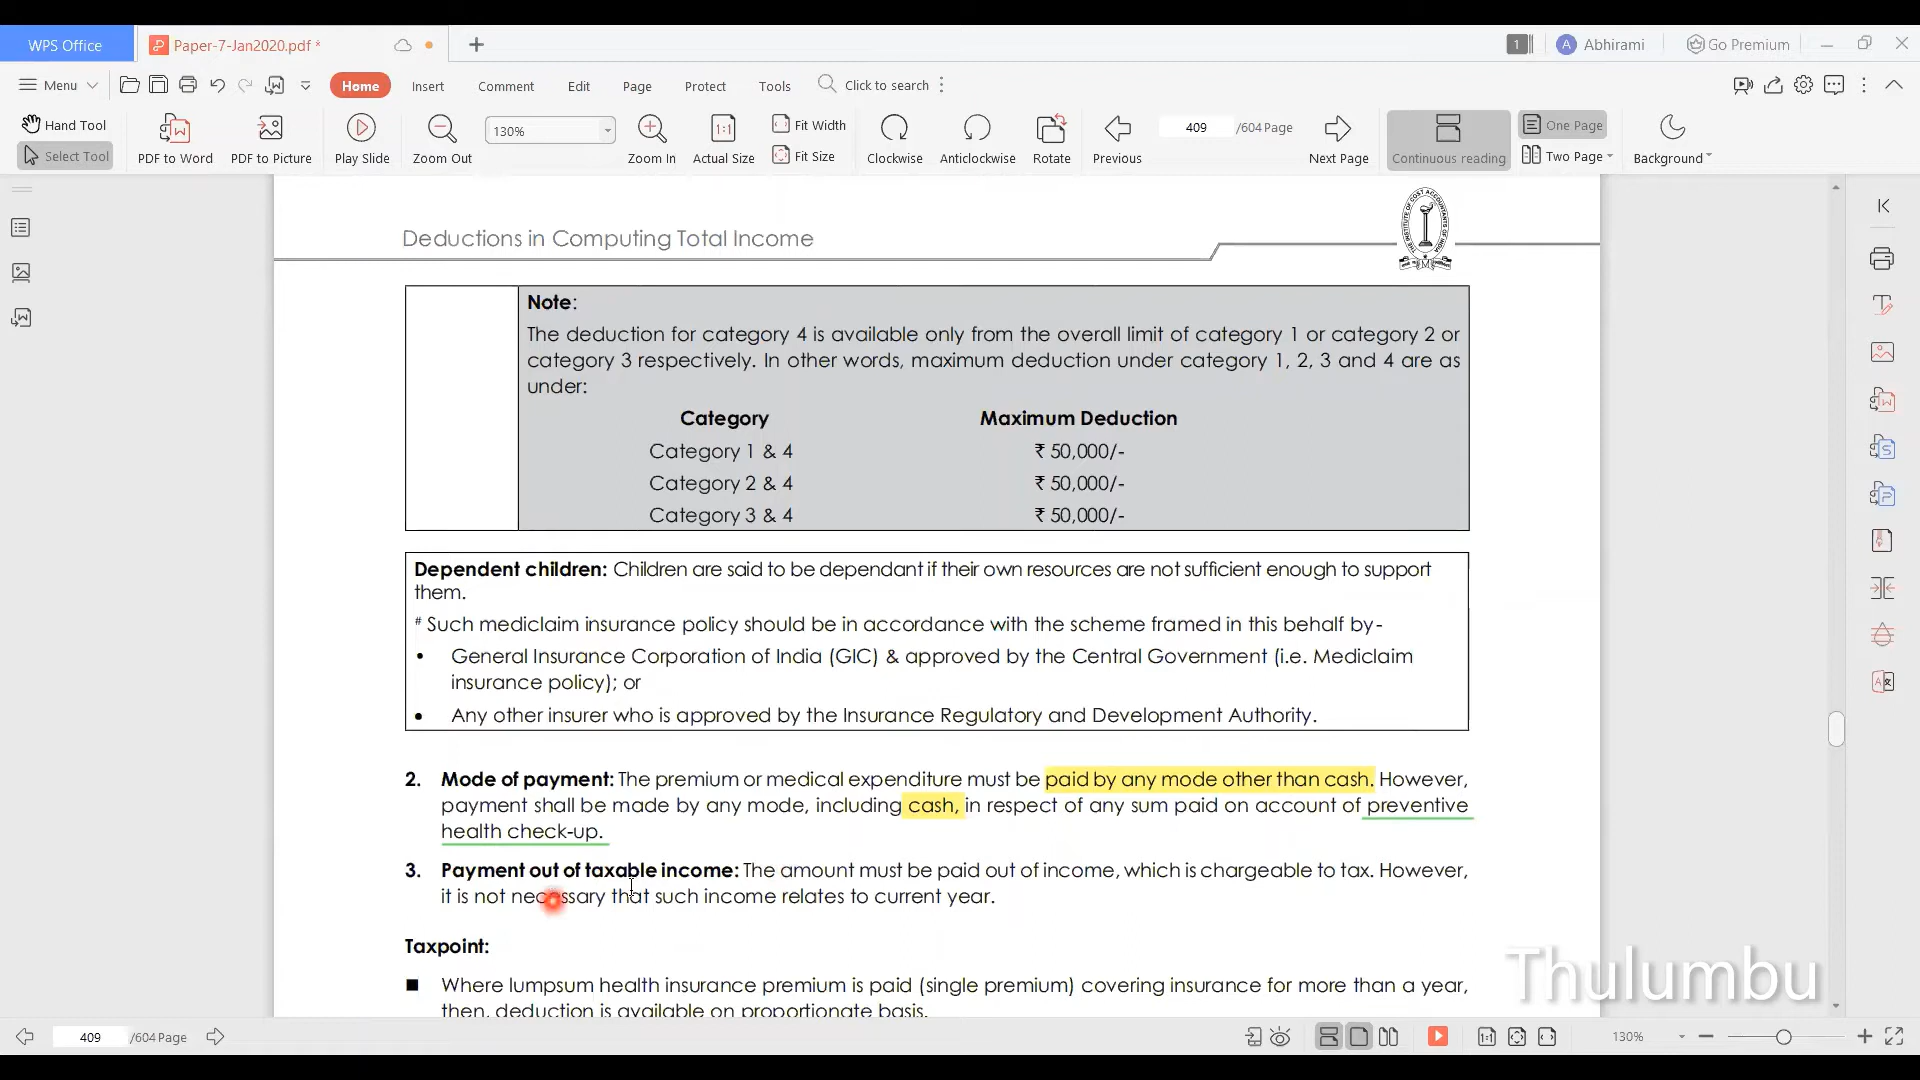 WPS Office
Paper-7-Jan2020.pdf *
1
A Abhirami
Go Premium
Menu
Home Insert Comment Edit Page Protect Tools Click to search
Hand Tool
Select Tool
PDF to Word PDF to Picture Play Slide Zoom Out 130% Zoom In 1:1 Actual Size Fit Width
Fit Size
Clockwise Anticlockwise Rotate Previous 409 /604 Page Next Page Continuous reading One Page
Two Page
Background
Deductions in Computing Total Income
Note:
The deduction for category 4 is available only from the overall limit of category 1 or category 2 or
category 3 respectively. In other words, maximum deduction under category 1, 2, 3 and 4 are as
under:
Category Maximum Deduction
Category 1 & 4 ₹ 50,000/-
Category 2 & 4 ₹ 50,000/-
Category 3 & 4 ₹ 50,000/-
Dependent children: Children are said to be dependant if their own resources are not sufficient enough to support
them.
# Such mediclaim insurance policy should be in accordance with the scheme framed in this behalf by-
• General Insurance Corporation of India (GIC) & approved by the Central Government (i.e. Mediclaim
insurance policy); or
• Any other insurer who is approved by the Insurance Regulatory and Development Authority.
2. Mode of payment: The premium or medical expenditure must be paid by any mode other than cash. However,
payment shall be made by any mode, including cash, in respect of any sum paid on account of preventive
health check-up.
3. Payment out of taxable income: The amount must be paid out of income, which is chargeable to tax. However,
it is not necessary that such income relates to current year.
Taxpoint:
■ Where lumpsum health insurance premium is paid (single premium) covering insurance for more than a year,
then, deduction is available on proportionate basis.
Thulumbu
409 /604 Page
130%